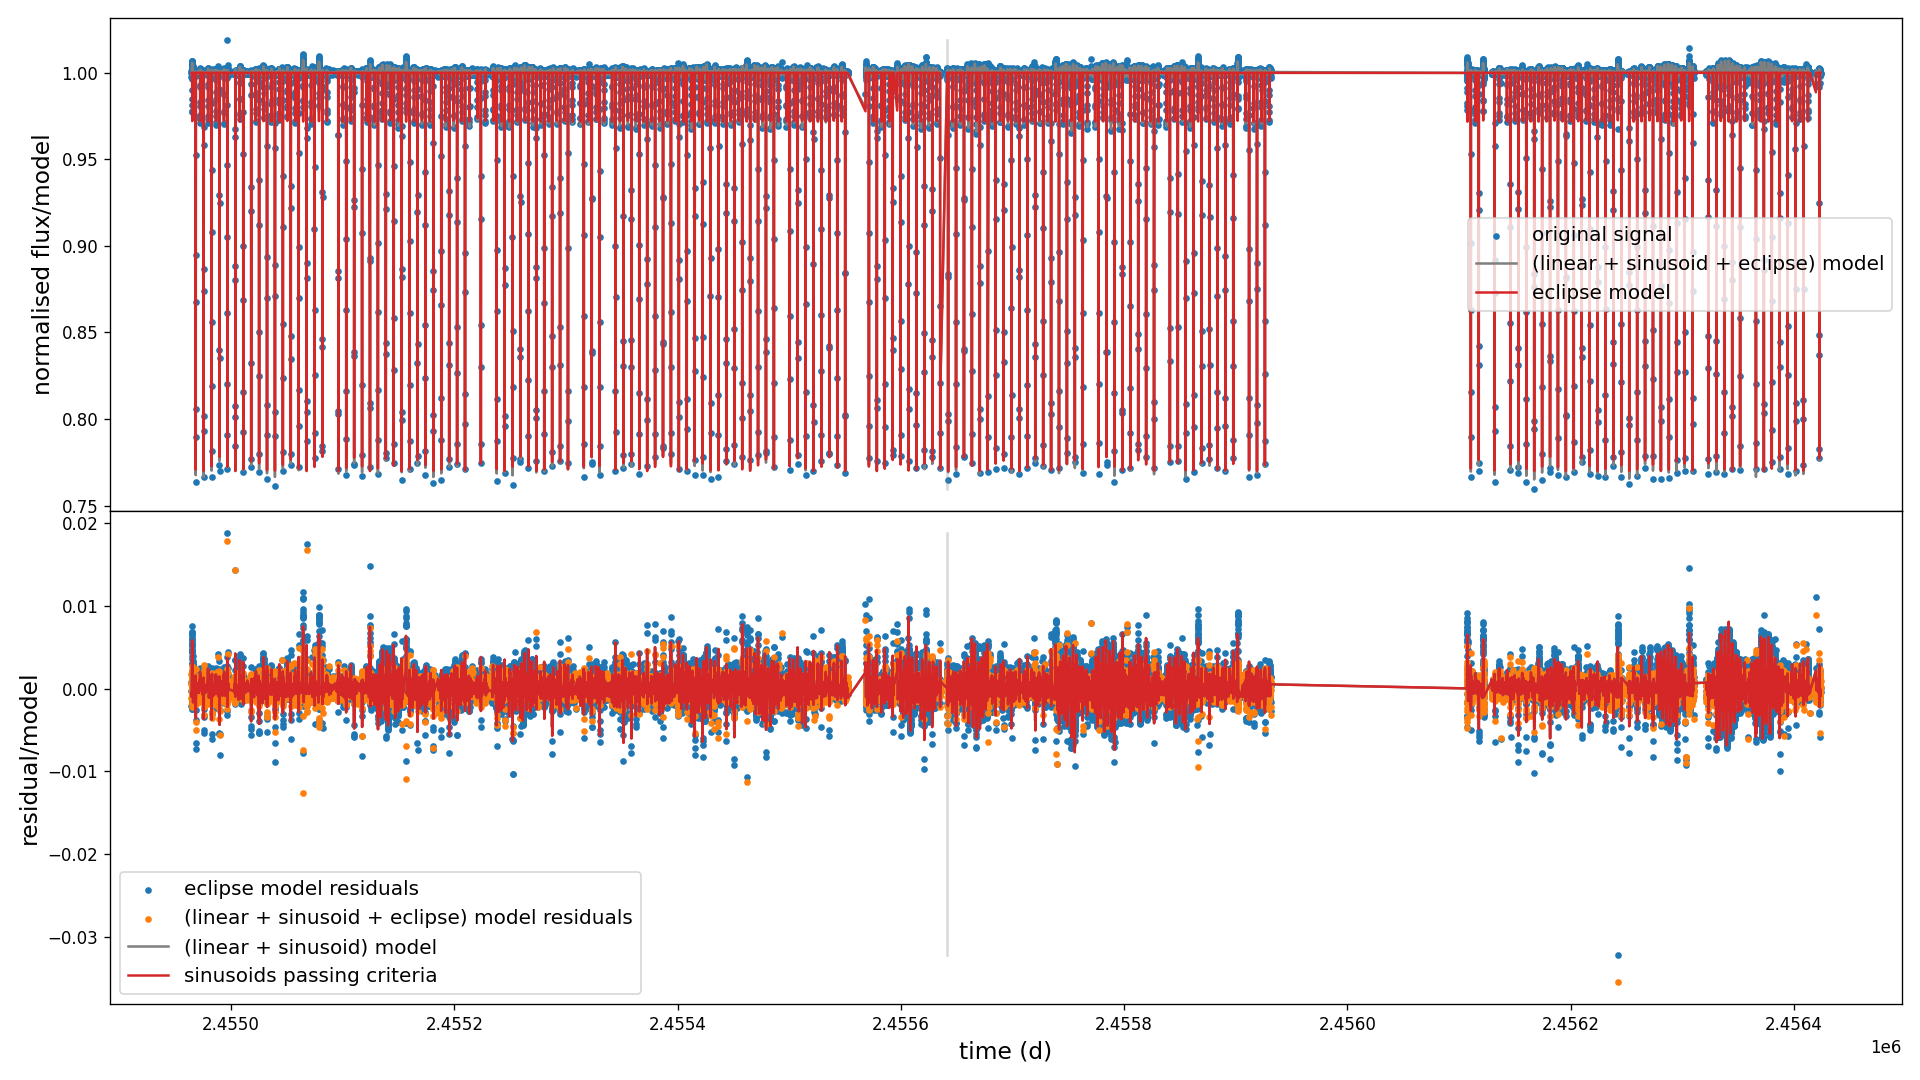 normalised flux/model
1.00
0.95
0.90
0.85
0.80
0.75
original signal
(linear + sinusoid + eclipse) model
eclipse model
residual/model
0.02
0.01
0.00
−0.01
−0.02
−0.03
eclipse model residuals
(linear + sinusoid + eclipse) model residuals
(linear + sinusoid) model
sinusoids passing criteria
2.4550 2.4552 2.4554 2.4556 2.4558 2.4560 2.4562 2.4564
1e6
time (d)